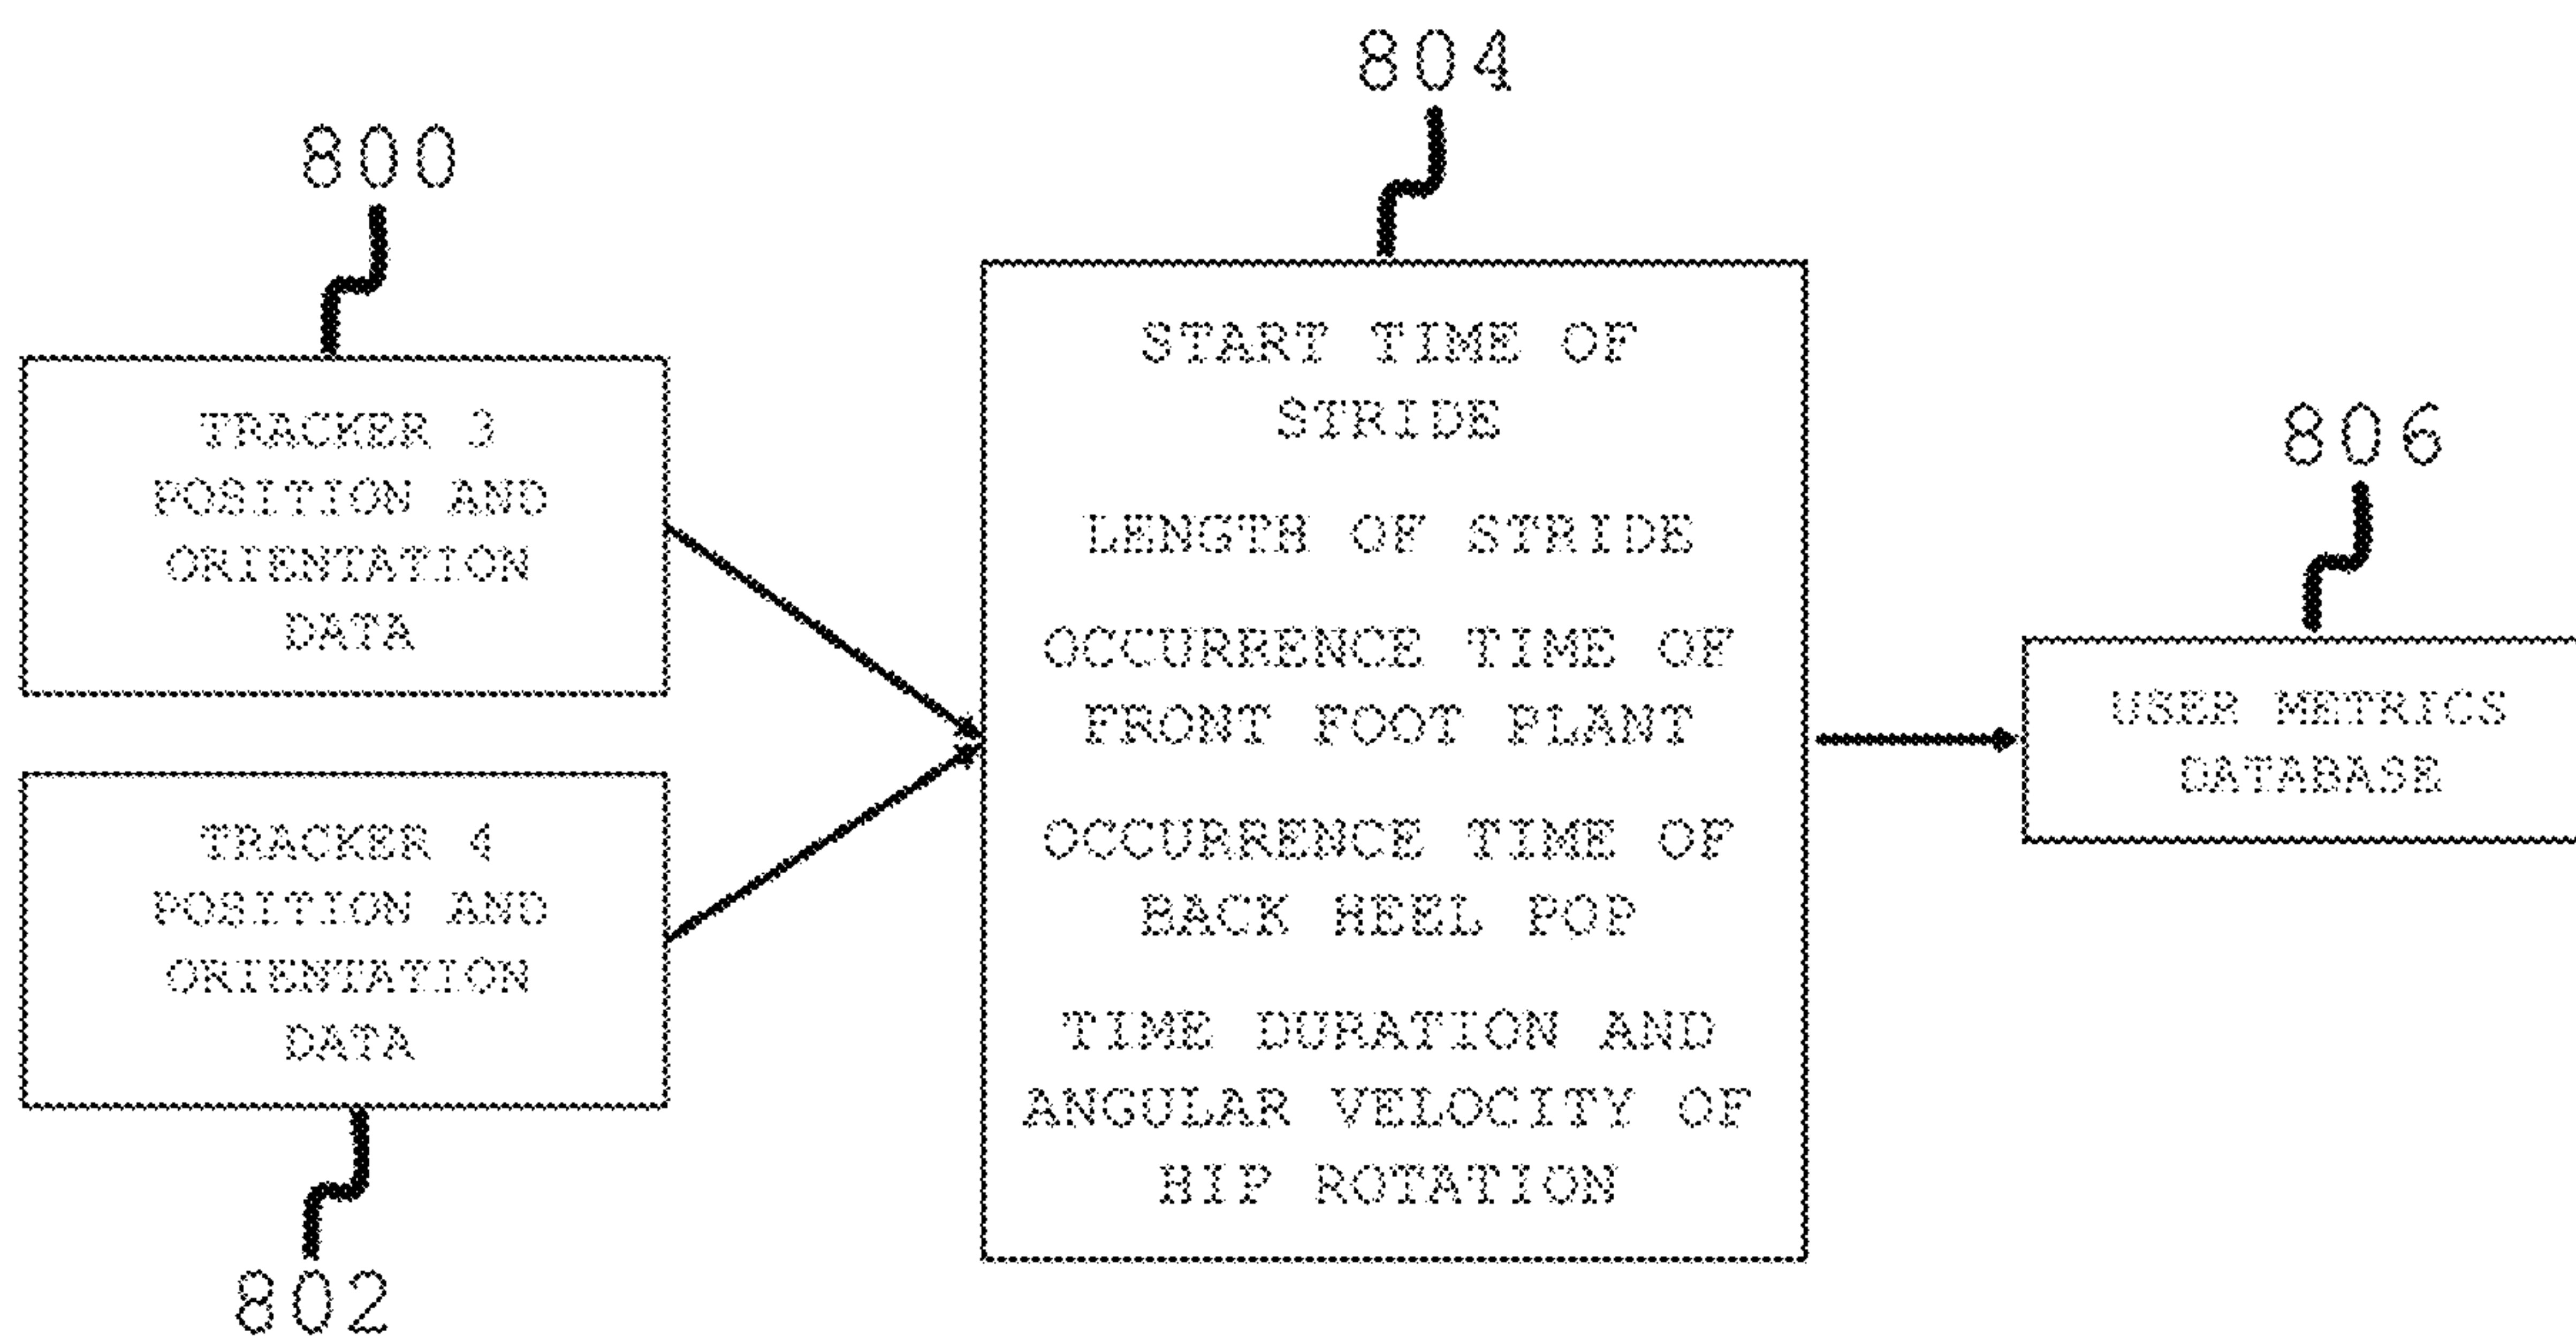 800
TRACKER 3
POSITION AND
ORIENTATION
DATA
TRACKER 4
POSITION AND
ORIENTATION
DATA
802
804
START TIME OF
STRIDE
LENGTH OF STRIDE
OCCURRENCE TIME OF
FRONT FOOT PLANT
OCCURRENCE TIME OF
BACK HEEL POP
TIME DURATION AND
ANGULAR VELOCITY OF
HIP ROTATION
806
USER METRICS
DATABASE